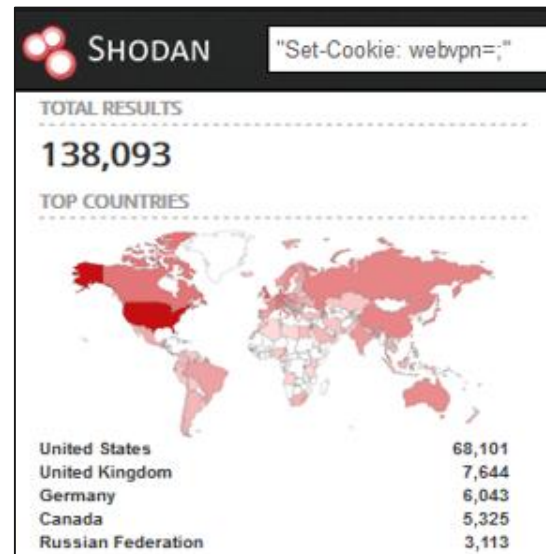 SHODAN
"Set-Cookie: webvpn=;"
TOTAL RESULTS
138,093
TOP COUNTRIES
United States 68,101
United Kingdom 7,644
Germany 6,043
Canada 5,325
Russian Federation 3,113